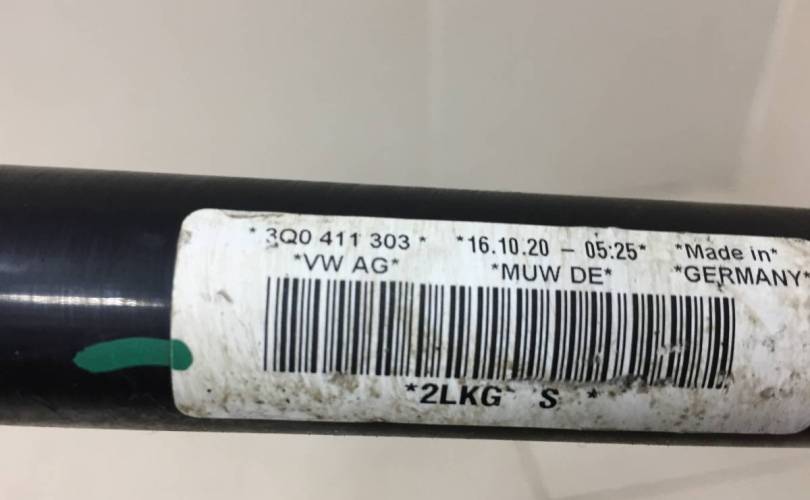 *3Q0 411 303* *16.10.20 – 05:25* *Made in*
*VW AG* *MUW DE* *GERMANY*
*2LKG S *